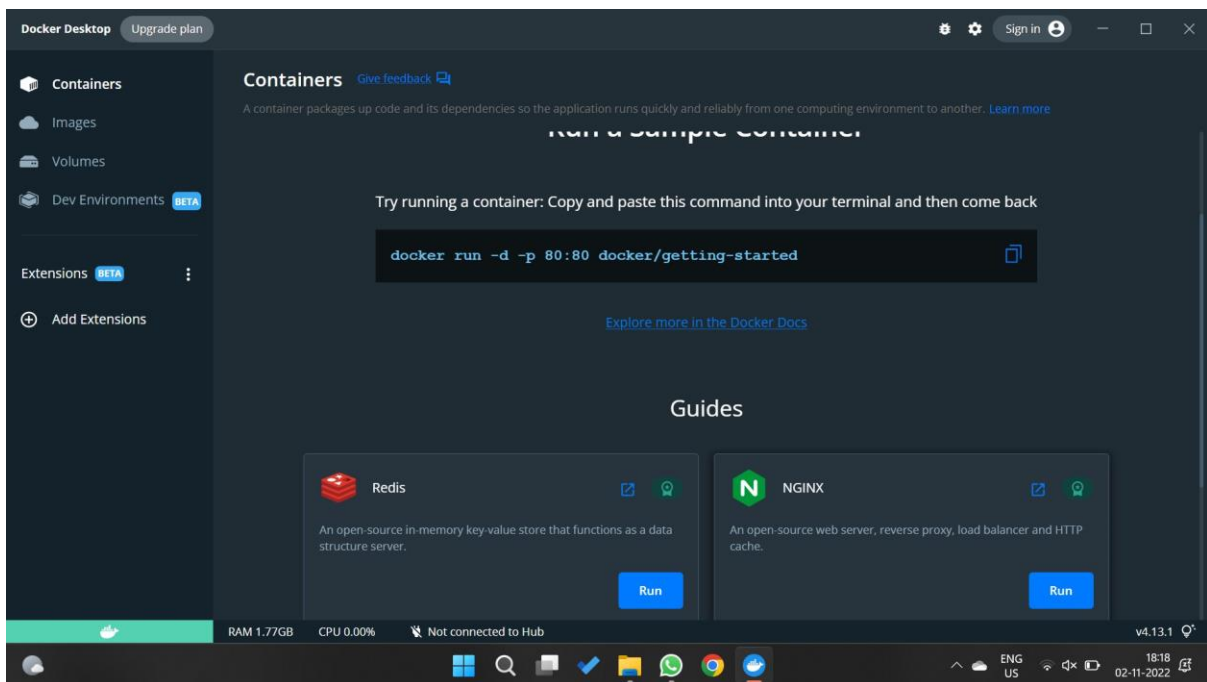 Docker Desktop Upgrade plan Sign in
Containers
Images
Volumes
Dev Environments BETA
Extensions BETA
Add Extensions
Containers Give feedback
A container packages up code and its dependencies so the application runs quickly and reliably from one computing environment to another. Learn more
Run a Sample Container
Try running a container: Copy and paste this command into your terminal and then come back
docker run -d -p 80:80 docker/getting-started
Explore more in the Docker Docs
Guides
Redis
An open-source in-memory key-value store that functions as a data
structure server.
Run
N NGINX
An open-source web server, reverse proxy, load balancer and HTTP
cache.
Run
RAM 1.77GB CPU 0.00% Not connected to Hub v4.13.1
ENG
US
18:18
02-11-2022